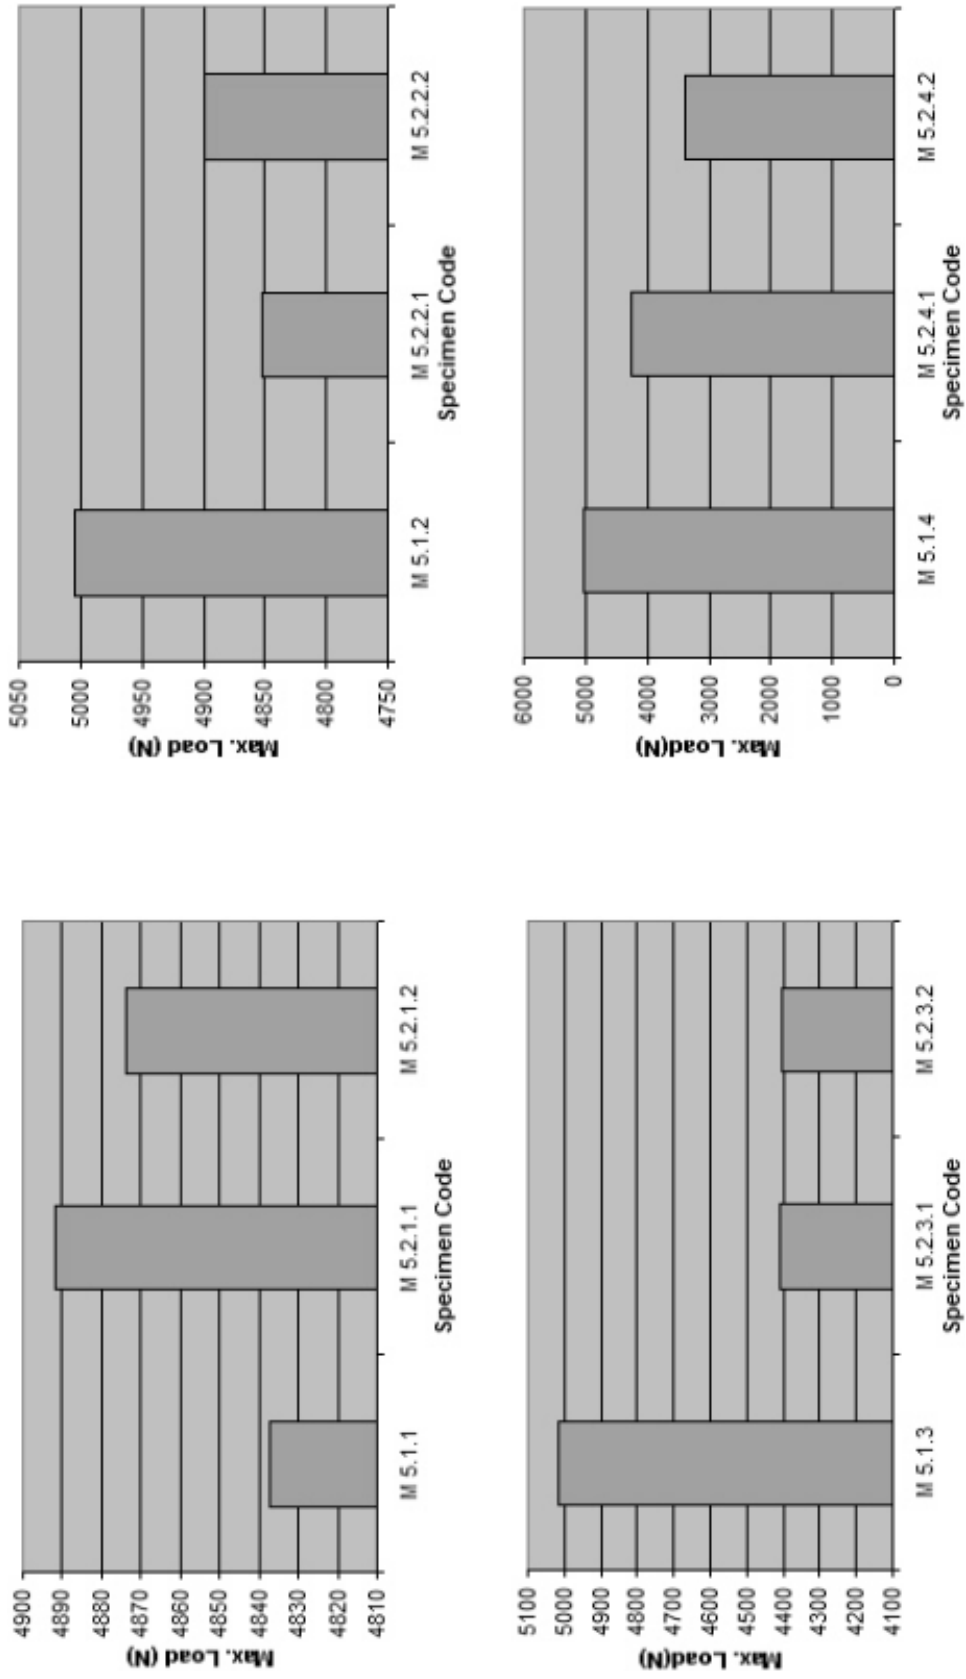 5050
5000
4950
4900
4850
4800
4750
Max. Load (N)
M 5.1.2
M 5.2.2.1
M 5.2.2.2
Specimen Code
6000
5000
4000
3000
2000
1000
0
Max. Load(N)
M 5.1.4
M 5.2.4.1
M 5.2.4.2
Specimen Code
4900
4890
4880
4870
4860
4850
4840
4830
4820
4810
Max. Load (N)
M 5.1.1
M 5.2.1.1
M 5.2.1.2
Specimen Code
5100
5000
4900
4800
4700
4600
4500
4400
4300
4200
4100
Max. Load(N)
M 5.1.3
M 5.2.3.1
M 5.2.3.2
Specimen Code